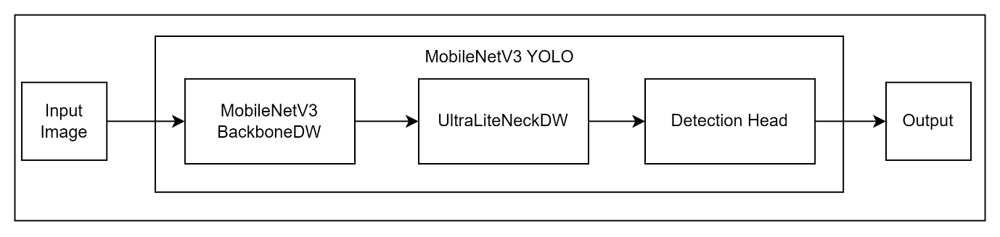 MobileNetV3 YOLO
Input
Image
MobileNetV3
BackboneDW
UltraLiteNeckDW
Detection Head
Output